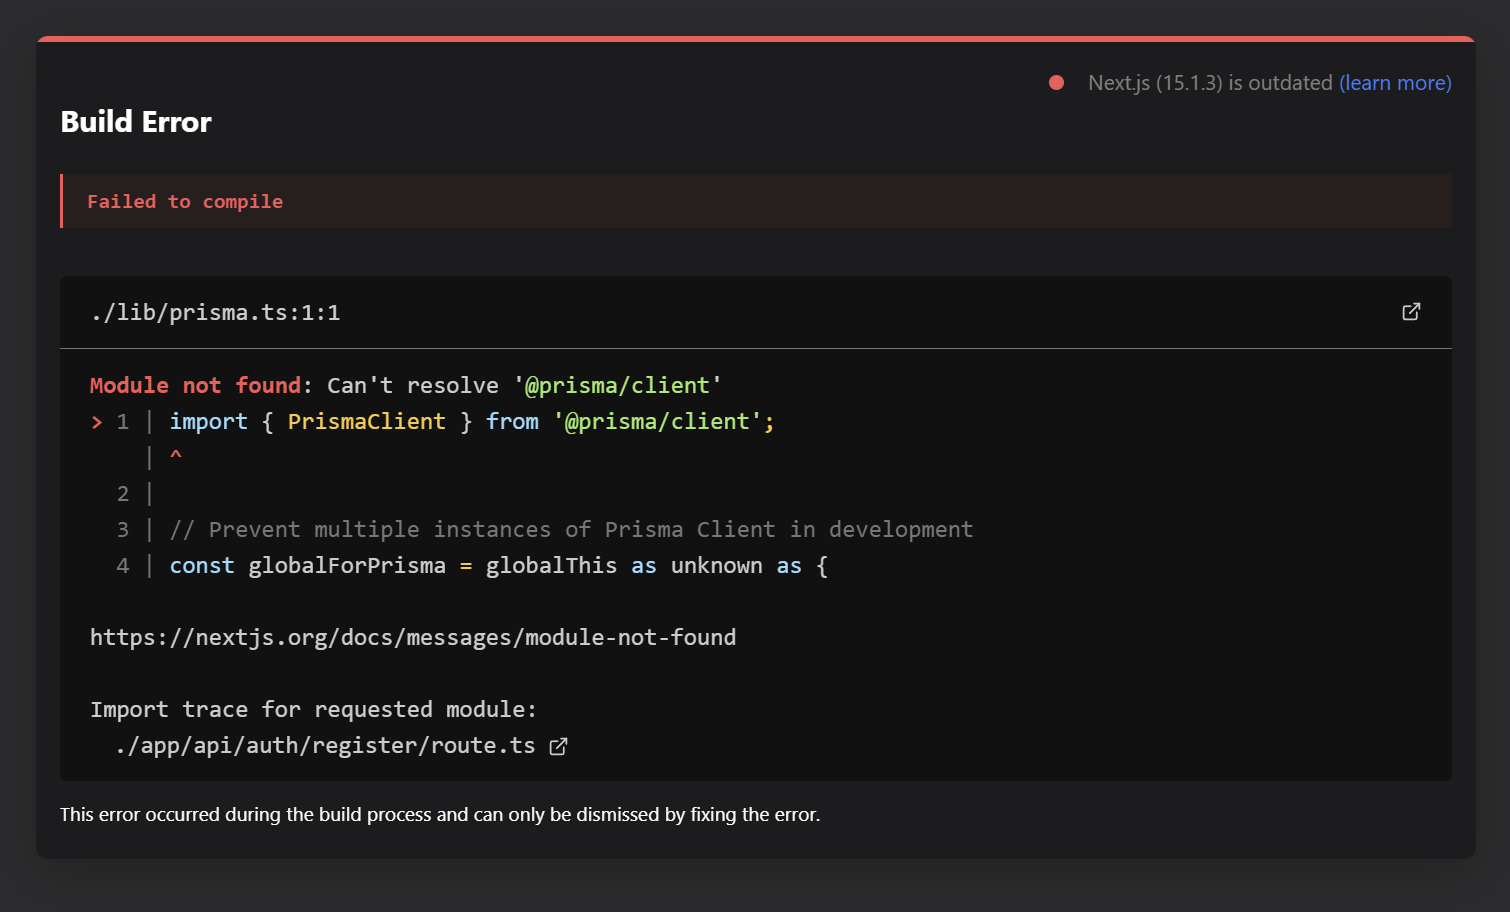 Next.js (15.1.3) is outdated (learn more)
Build Error
Failed to compile
./lib/prisma.ts:1:1
Module not found: Can't resolve '@prisma/client'
> 1 | import { PrismaClient } from '@prisma/client';
| ^
2 |
3 | // Prevent multiple instances of Prisma Client in development
4 | const globalForPrisma = globalThis as unknown as {
https://nextjs.org/docs/messages/module-not-found
Import trace for requested module:
./app/api/auth/register/route.ts
This error occurred during the build process and can only be dismissed by fixing the error.